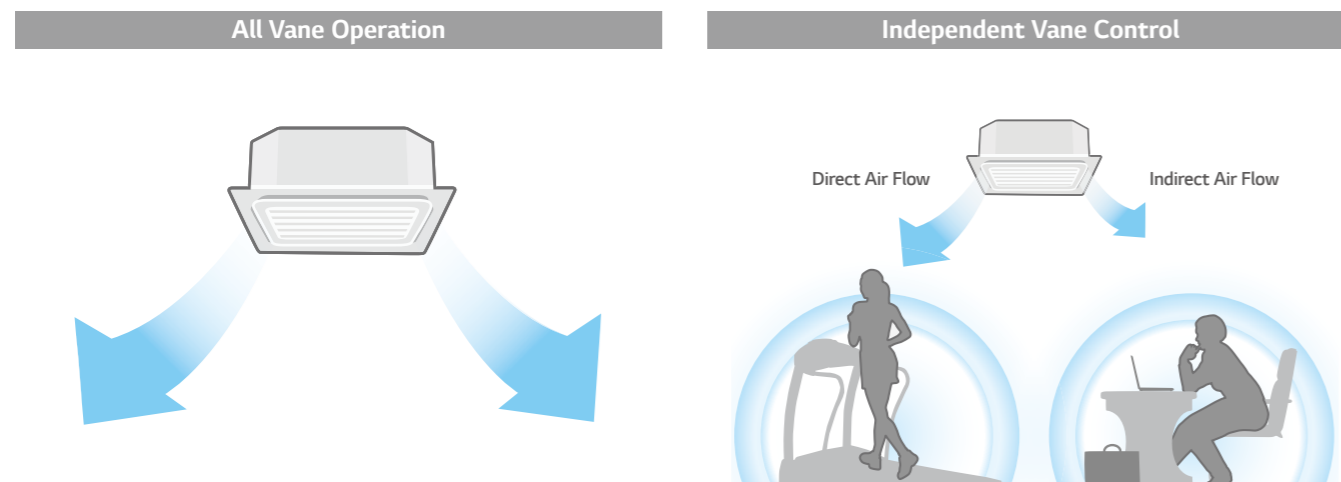 All Vane Operation
Independent Vane Control
Direct Air Flow
Indirect Air Flow